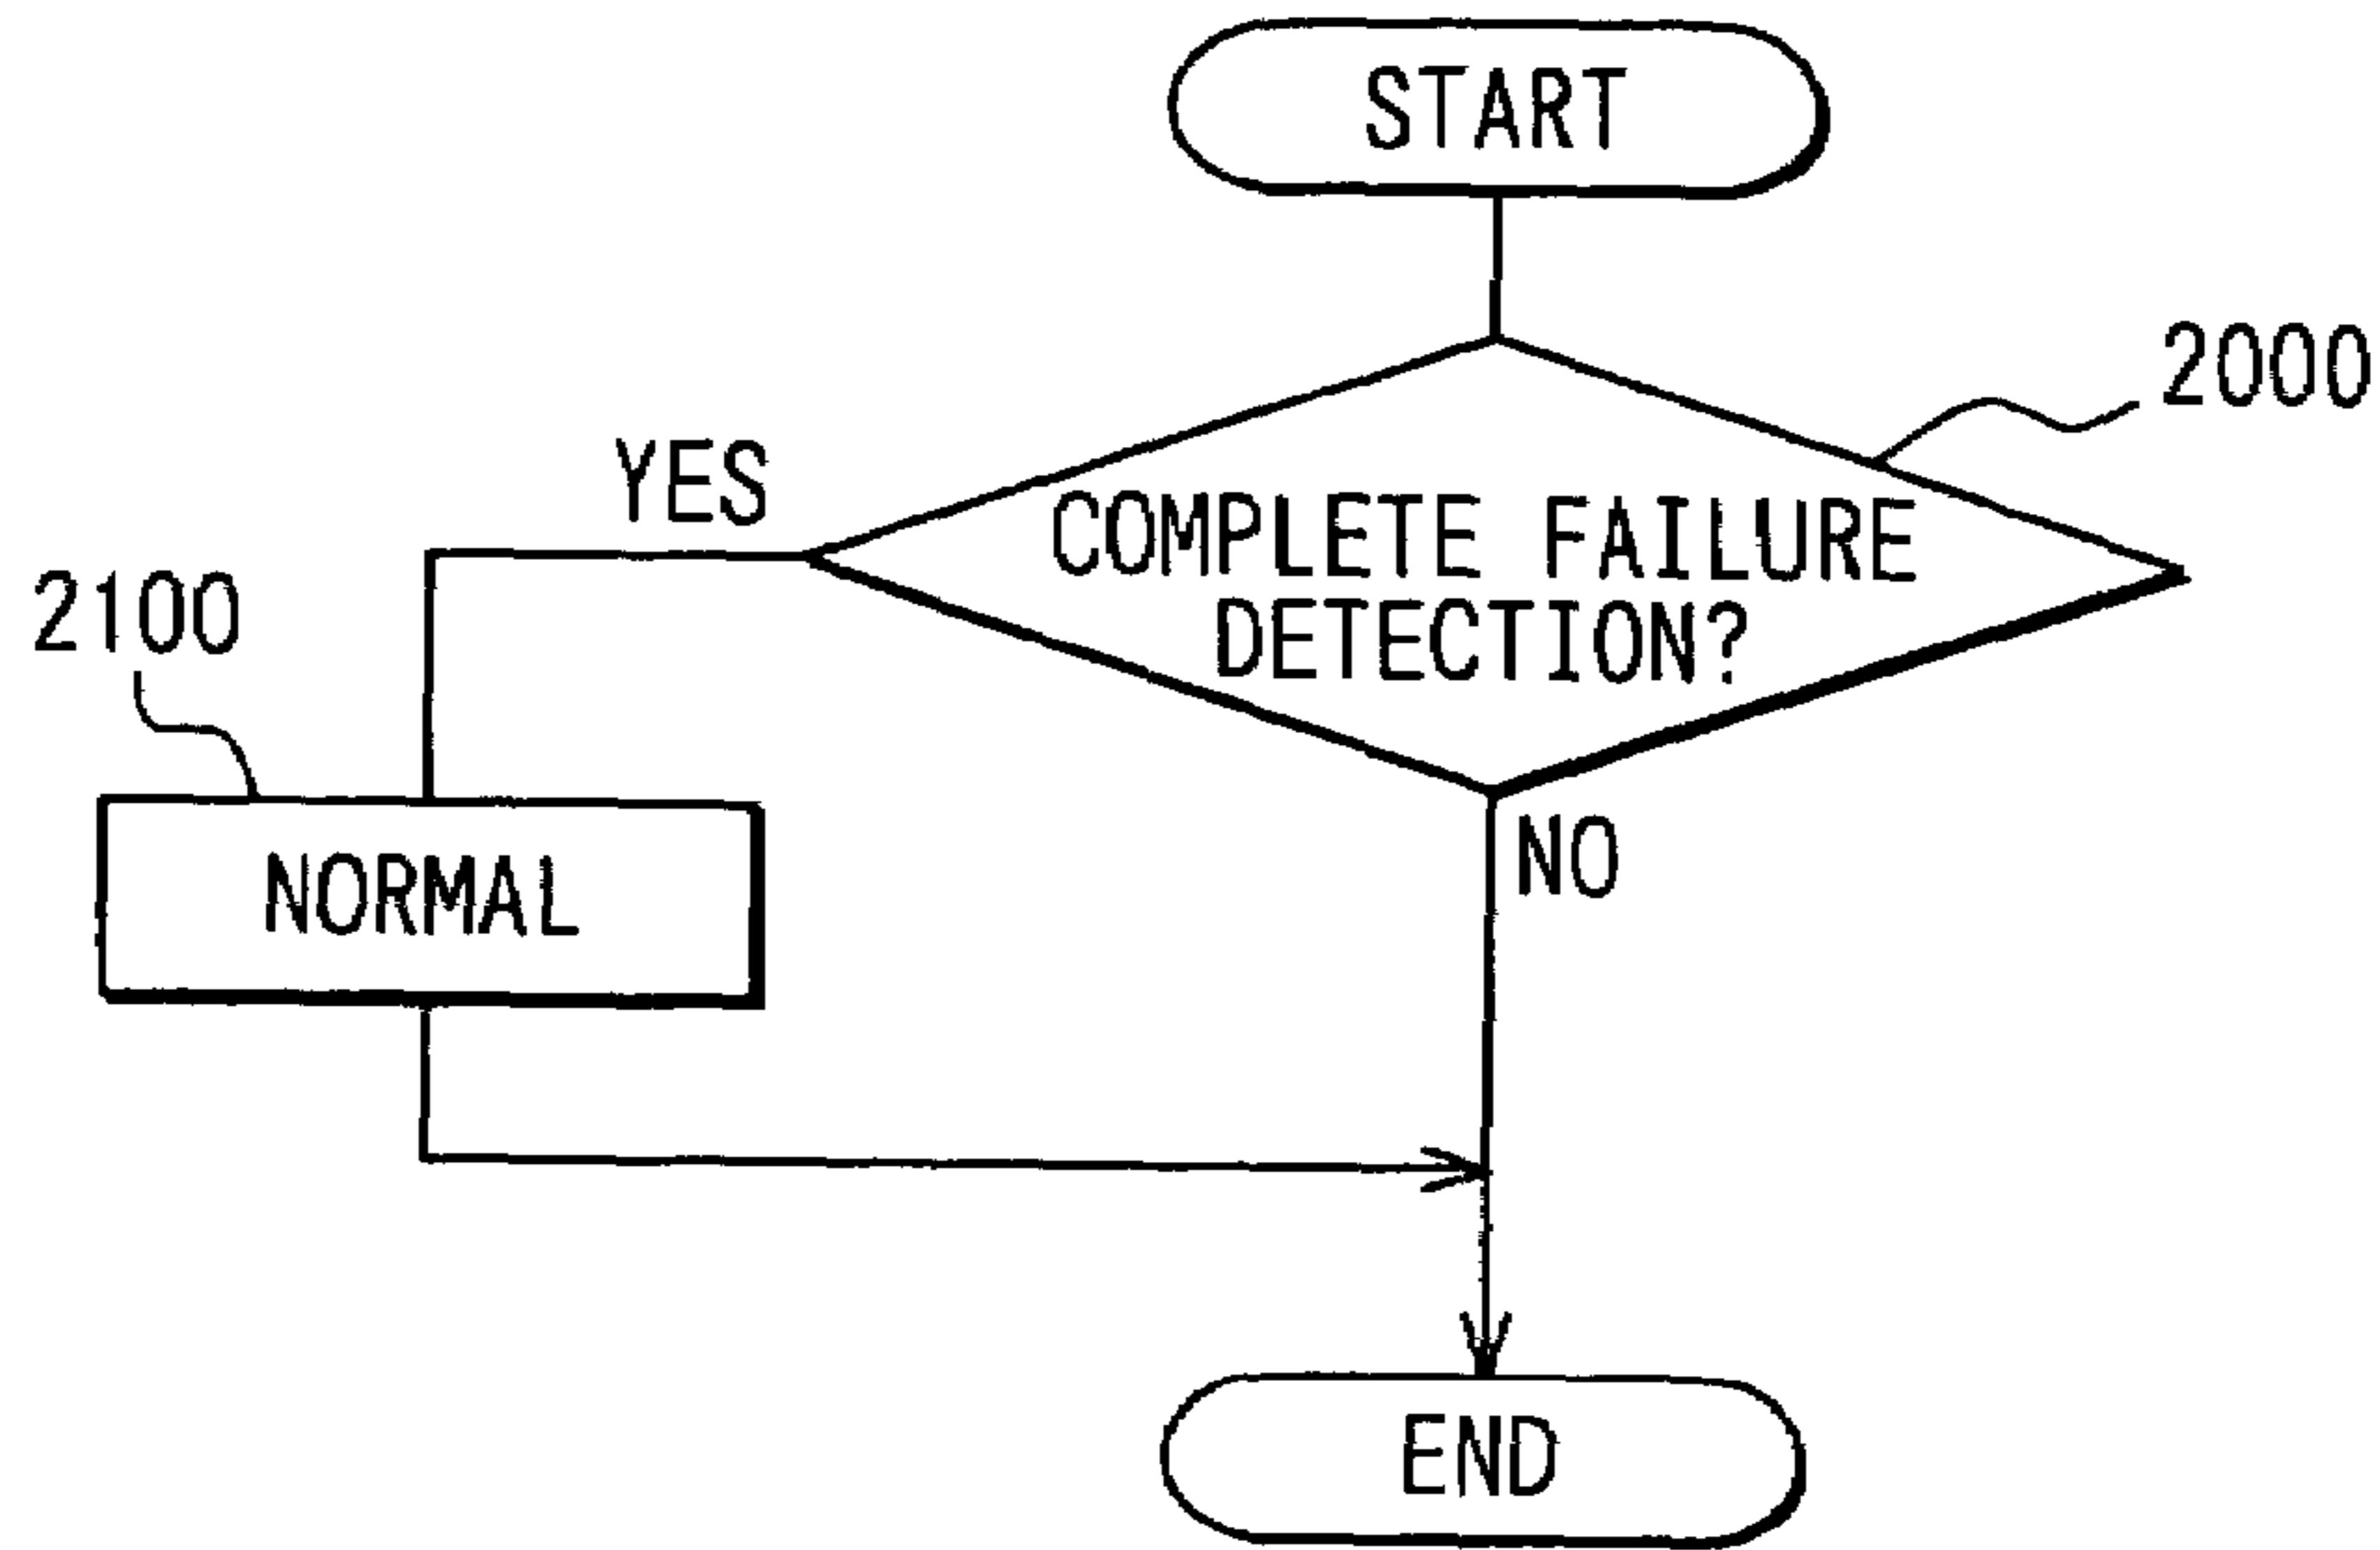 START
2000
YES
COMPLETE FAILURE
DETECTION?
2100
NO
NORMAL
END